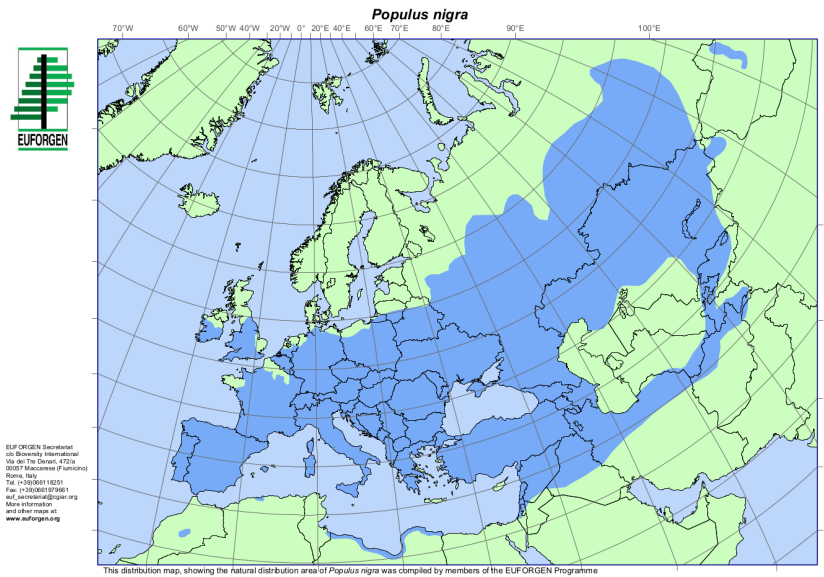 Populus nigra
70°W 60°W 50°W 40°W 20°W 0° 20°E 40°E 60°E 70°E 80°E 90°E 100°E
EUFORGEN
EUFORGEN Secretariat
c/o Bioversity International
Via dei Tre Denari, 472/a
00057 Maccarese (Fiumicino)
Rome, Italy
Tel. (+39)066118251
Fax: (+39)0661979661
euf_secretariat@cgiar.org
More information
and other maps at:
www.euforgen.org
This distribution map, showing the natural distribution area of Populus nigra was compiled by members of the EUFORGEN Programme